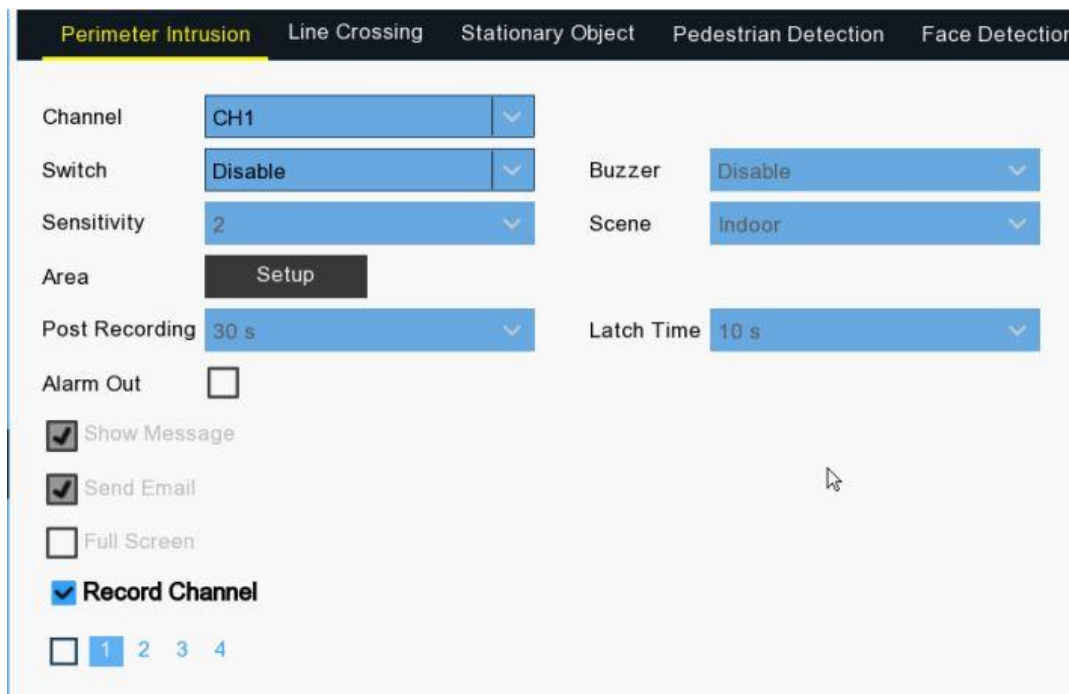 Perimeter Intrusion Line Crossing Stationary Object Pedestrian Detection Face Detection
Channel CH1
Switch Disable Buzzer Disable
Sensitivity 2 Scene Indoor
Area Setup
Post Recording 30 s Latch Time 10 s
Alarm Out
Show Message
Send Email
Full Screen
Record Channel
1 2 3 4